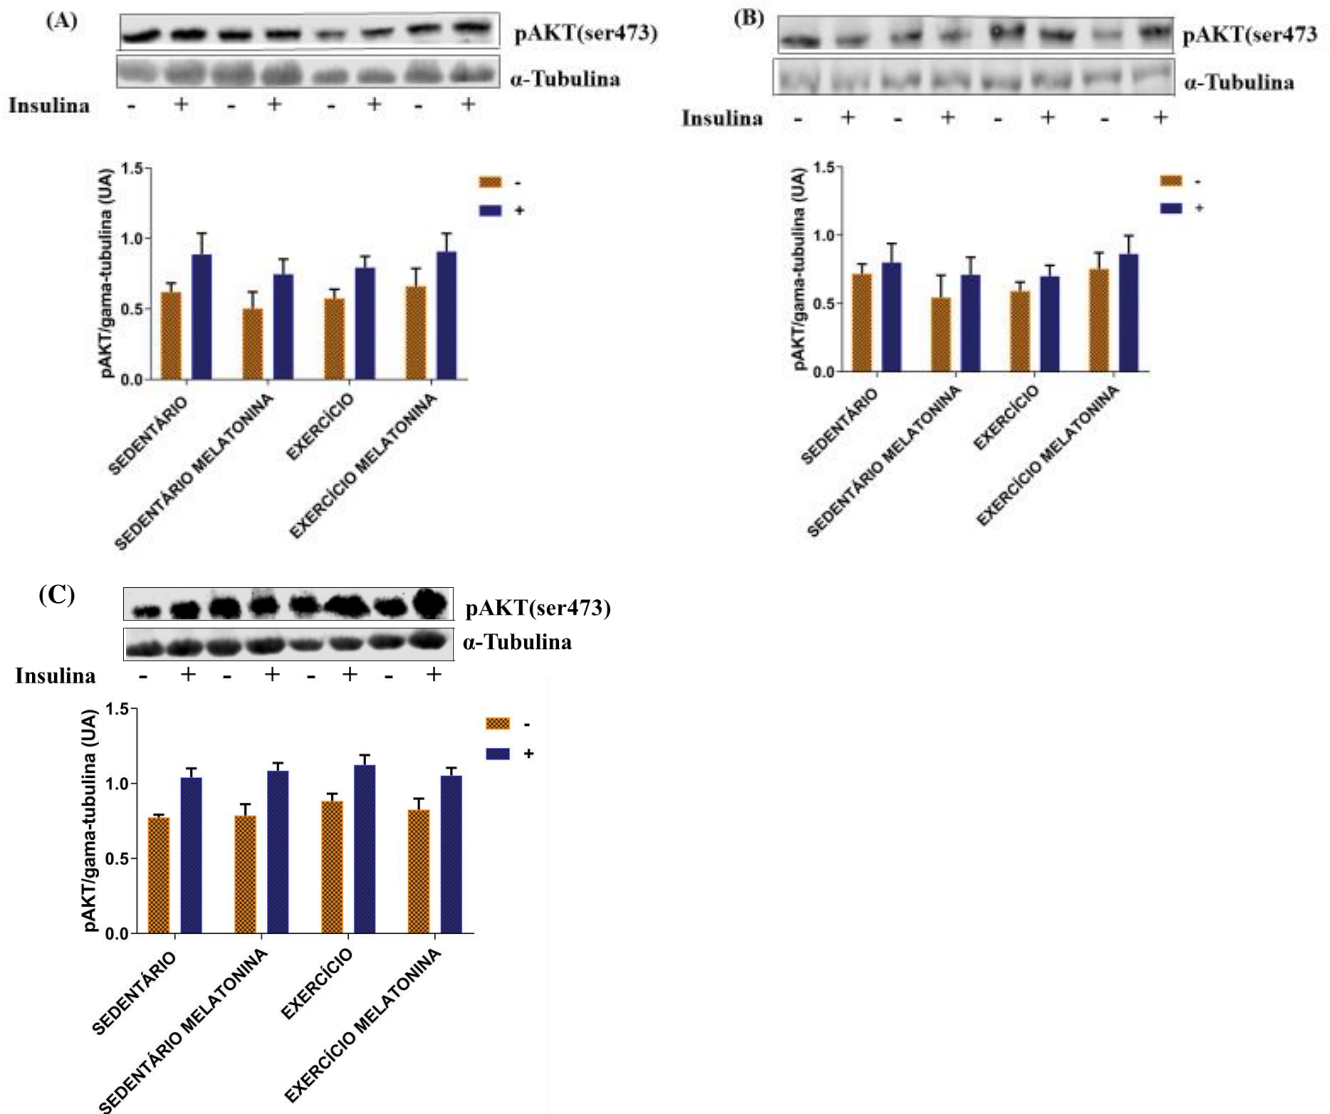 (A)
pAKT(ser473)
α-Tubulina
Insulina - + - + - + - +
pAKT/gama-tubulina (UA)
1.5
1.0
0.5
0.0
-
+
SEDENTÁRIO
SEDENTÁRIO MELATONINA
EXERCÍCIO
EXERCÍCIO MELATONINA
(B)
pAKT(ser473
α-Tubulina
Insulina - + - + - + - +
pAKT/gama-tubulina (UA)
1.5
1.0
0.5
0.0
-
+
SEDENTÁRIO
SEDENTÁRIO MELATONINA
EXERCÍCIO
EXERCÍCIO MELATONINA
(C)
pAKT(ser473)
α-Tubulina
Insulina - + - + - + - +
pAKT/gama-tubulina (UA)
1.5
1.0
0.5
0.0
-
+
SEDENTÁRIO
SEDENTÁRIO MELATONINA
EXERCÍCIO
EXERCÍCIO MELATONINA